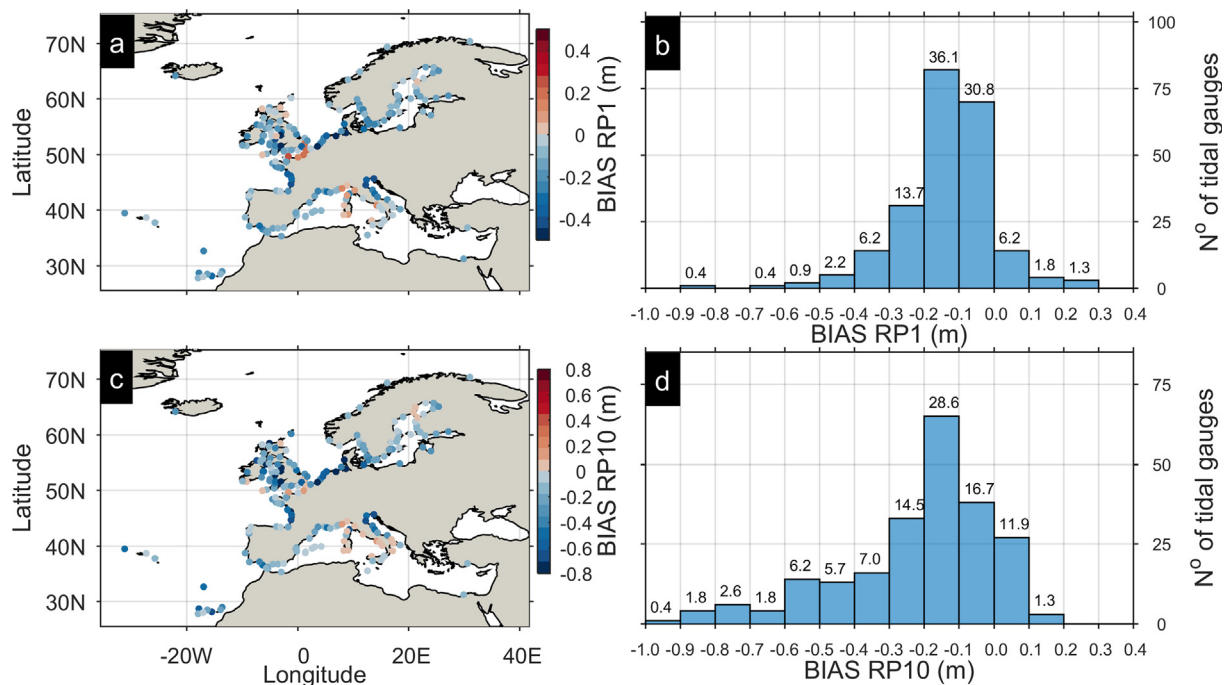 a
70N
60N
50N
40N
30N
Latitude
0.4
0.2
0
-0.2
-0.4
BIAS RP1 (m)
b
0.4
0.4
0.9
2.2
6.2
13.7
36.1
30.8
6.2
1.8
1.3
100
75
50
25
0
Nº of tidal gauges
-1.0 -0.9 -0.8 -0.7 -0.6 -0.5 -0.4 -0.3 -0.2 -0.1 0.0 0.1 0.2 0.3 0.4
BIAS RP1 (m)
c
70N
60N
50N
40N
30N
Latitude
-20W 0 20E 40E
Longitude
0.8
0.6
0.4
0.2
0
-0.2
-0.4
-0.6
-0.8
BIAS RP10 (m)
d
0.4
1.8
2.6
1.8
6.2
5.7
7.0
14.5
28.6
16.7
11.9
1.3
75
50
25
0
Nº of tidal gauges
-1.0 -0.9 -0.8 -0.7 -0.6 -0.5 -0.4 -0.3 -0.2 -0.1 0.0 0.1 0.2 0.3 0.4
BIAS RP10 (m)